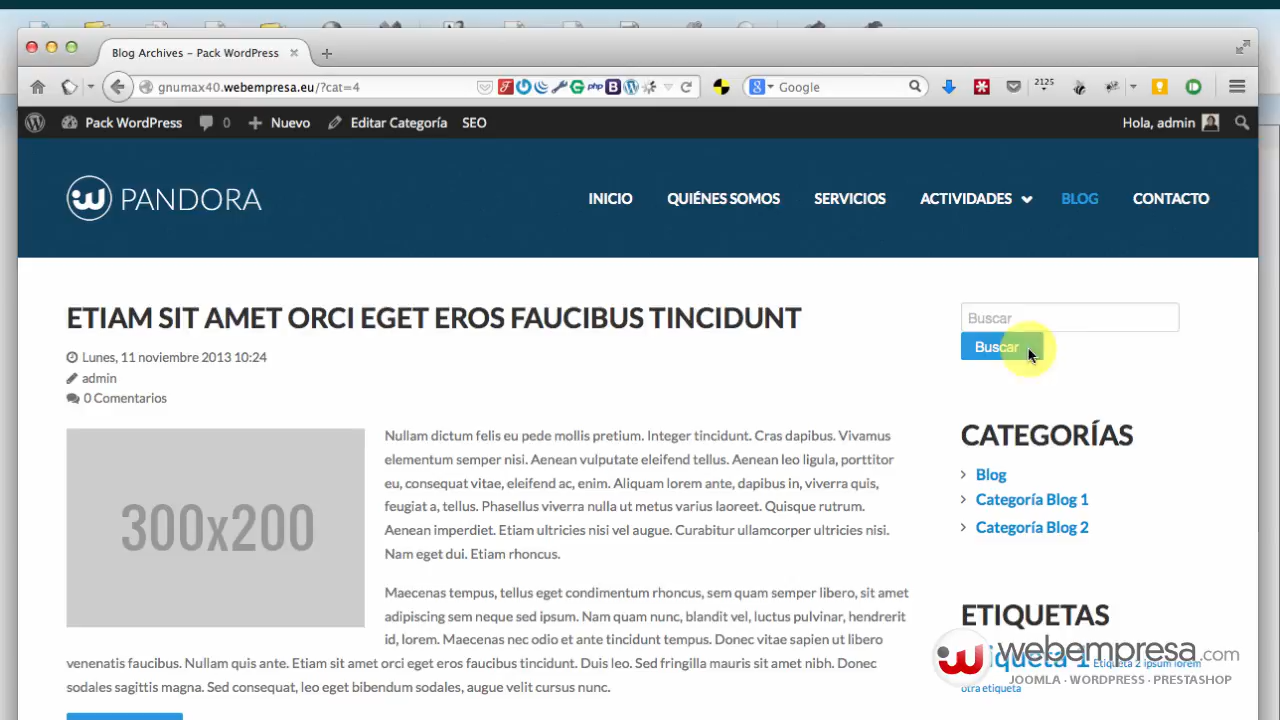 Blog Archives – Pack WordPress
gnumax40.webempresa.eu/?cat=4
php
B
Google
2125
Pack WordPress
0
Nuevo
Editar Categoría
SEO
Hola, admin
PANDORA
INICIO
QUIÉNES SOMOS
SERVICIOS
ACTIVIDADES
BLOG
CONTACTO
ETIAM SIT AMET ORCI EGET EROS FAUCIBUS TINCIDUNT
Lunes, 11 noviembre 2013 10:24
admin
0 Comentarios
300x200
Nullam dictum felis eu pede mollis pretium. Integer tincidunt. Cras dapibus. Vivamus
elementum semper nisi. Aenean vulputate eleifend tellus. Aenean leo ligula, porttitor
eu, consequat vitae, eleifend ac, enim. Aliquam lorem ante, dapibus in, viverra quis,
feugiat a, tellus. Phasellus viverra nulla ut metus varius laoreet. Quisque rutrum.
Aenean imperdiet. Etiam ultricies nisi vel augue. Curabitur ullamcorper ultricies nisi.
Nam eget dui. Etiam rhoncus.
Maecenas tempus, tellus eget condimentum rhoncus, sem quam semper libero, sit amet
adipiscing sem neque sed ipsum. Nam quam nunc, blandit vel, luctus pulvinar, hendrerit
id, lorem. Maecenas nec odio et ante tincidunt tempus. Donec vitae sapien ut libero
venenatis faucibus. Nullam quis ante. Etiam sit amet orci eget eros faucibus tincidunt. Duis leo. Sed fringilla mauris sit amet nibh. Donec
sodales sagittis magna. Sed consequat, leo eget bibendum sodales, augue velit cursus nunc.
Buscar
Buscar
CATEGORÍAS
Blog
Categoría Blog 1
Categoría Blog 2
ETIQUETAS
iqueta 1 Etiqueta 2 ipsum lorem
otra etiqueta
webempresa.com
JOOMLA · WORDPRESS · PRESTASHOP